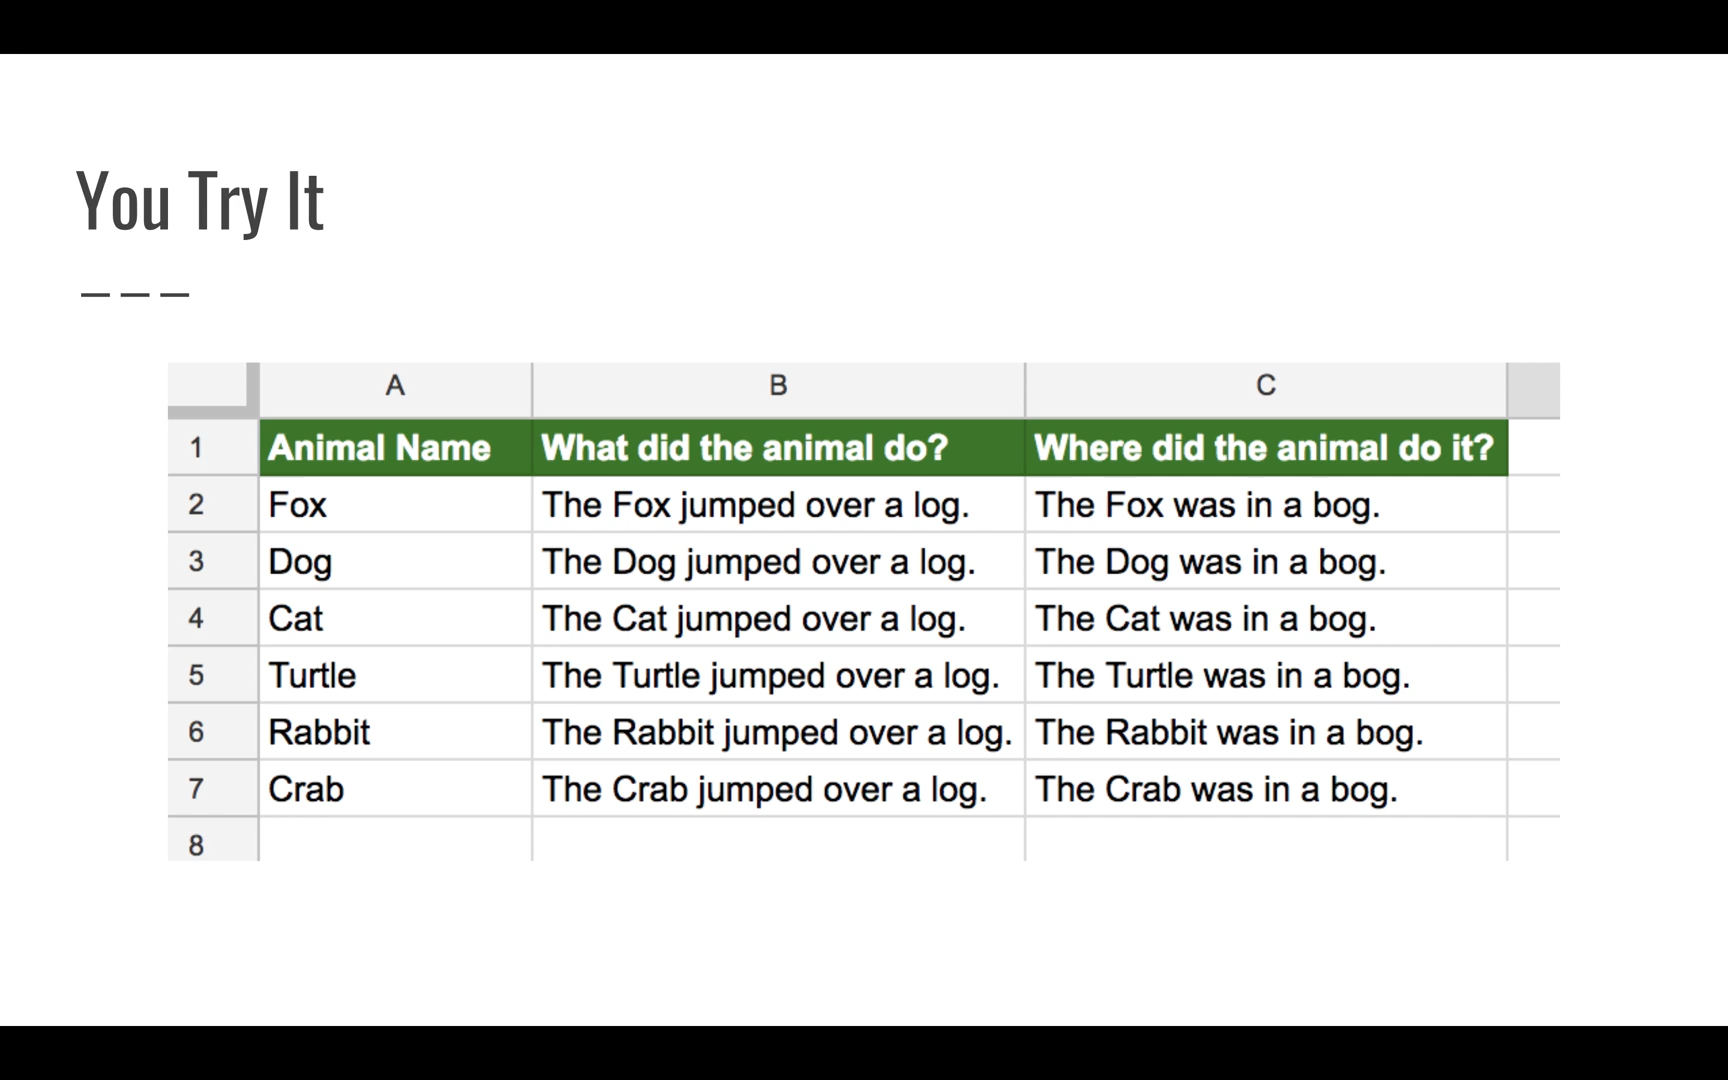 You Try It
A B C
1 Animal Name What did the animal do? Where did the animal do it?
2 Fox The Fox jumped over a log. The Fox was in a bog.
3 Dog The Dog jumped over a log. The Dog was in a bog.
4 Cat The Cat jumped over a log. The Cat was in a bog.
5 Turtle The Turtle jumped over a log. The Turtle was in a bog.
6 Rabbit The Rabbit jumped over a log. The Rabbit was in a bog.
7 Crab The Crab jumped over a log. The Crab was in a bog.
8